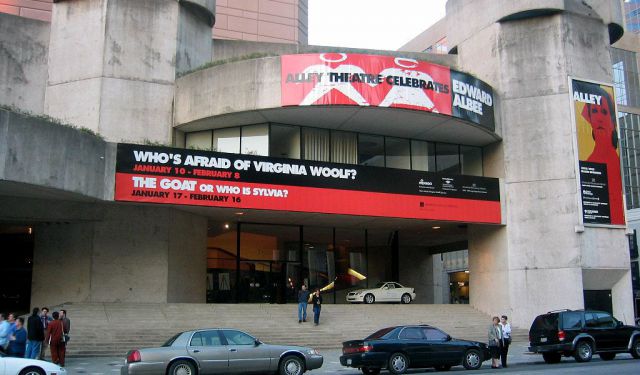 ALLEY THEATRE CELEBRATES
EDWARD
ALBEE
WHO'S AFRAID OF VIRGINIA WOOLF?
JANUARY 10 - FEBRUARY 8
THE GOAT OR WHO IS SYLVIA?
JANUARY 17 - FEBRUARY 16
ALLEY